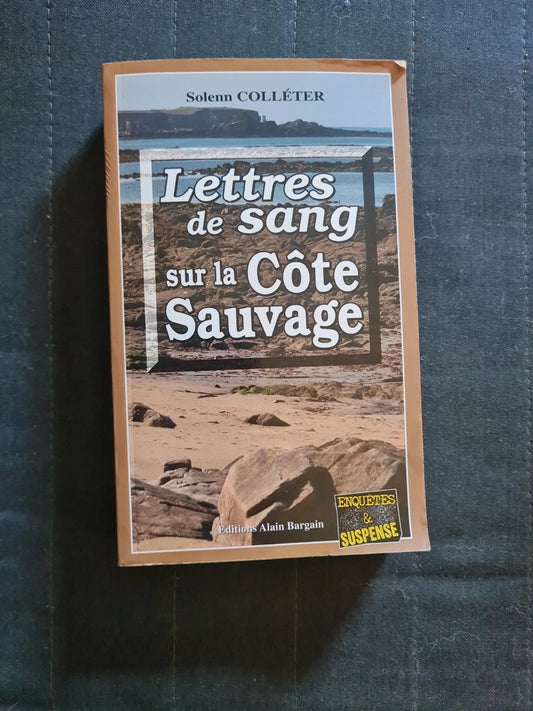 Solenn COLLÉTER
Lettres
de sang
sur la Côte
Sauvage
Editions Alain Bargain
ENQUÊTES
&
SUSPENSE